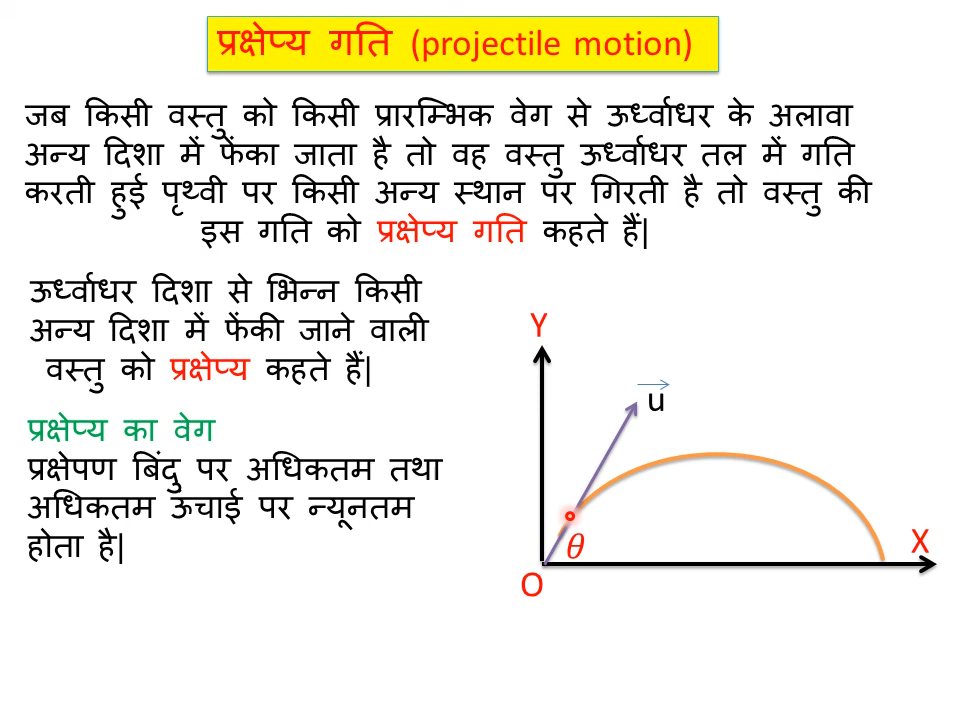 प्रक्षेप्य गति (projectile motion)
जब किसी वस्तु को किसी प्रारम्भिक वेग से ऊर्ध्वाधर के अलावा
अन्य दिशा में फेंका जाता है तो वह वस्तु ऊर्ध्वाधर तल में गति
करती हुई पृथ्वी पर किसी अन्य स्थान पर गिरती है तो वस्तु की
इस गति को प्रक्षेप्य गति कहते हैं|
ऊर्ध्वाधर दिशा से भिन्न किसी
अन्य दिशा में फेंकी जाने वाली
वस्तु को प्रक्षेप्य कहते हैं|
प्रक्षेप्य का वेग
प्रक्षेपण बिंदु पर अधिकतम तथा
अधिकतम ऊचाई पर न्यूनतम
होता है|
Y
u
θ
X
O